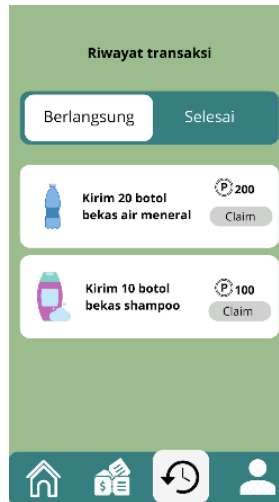 Riwayat transaksi
Berlangsung
Selesai
Kirim 20 botol
bekas air meneral
P 200
Claim
Kirim 10 botol
bekas shampoo
P 100
Claim
$